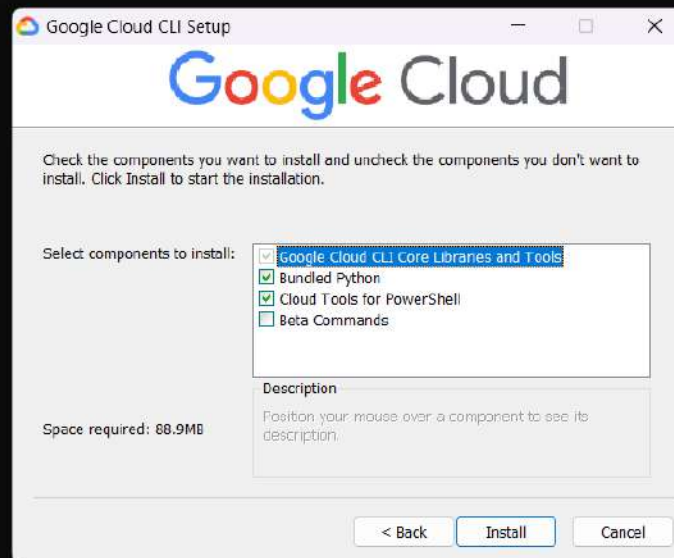 Google Cloud CLI Setup
Google Cloud
Check the components you want to install and uncheck the components you don't want to
install. Click Install to start the installation.
Select components to install:
Google Cloud CLI Core Libraries and Tools
Bundled Python
Cloud Tools for PowerShell
Beta Commands
Description
Position your mouse over a component to see its
description.
Space required: 88.9MB
< Back
Install
Cancel